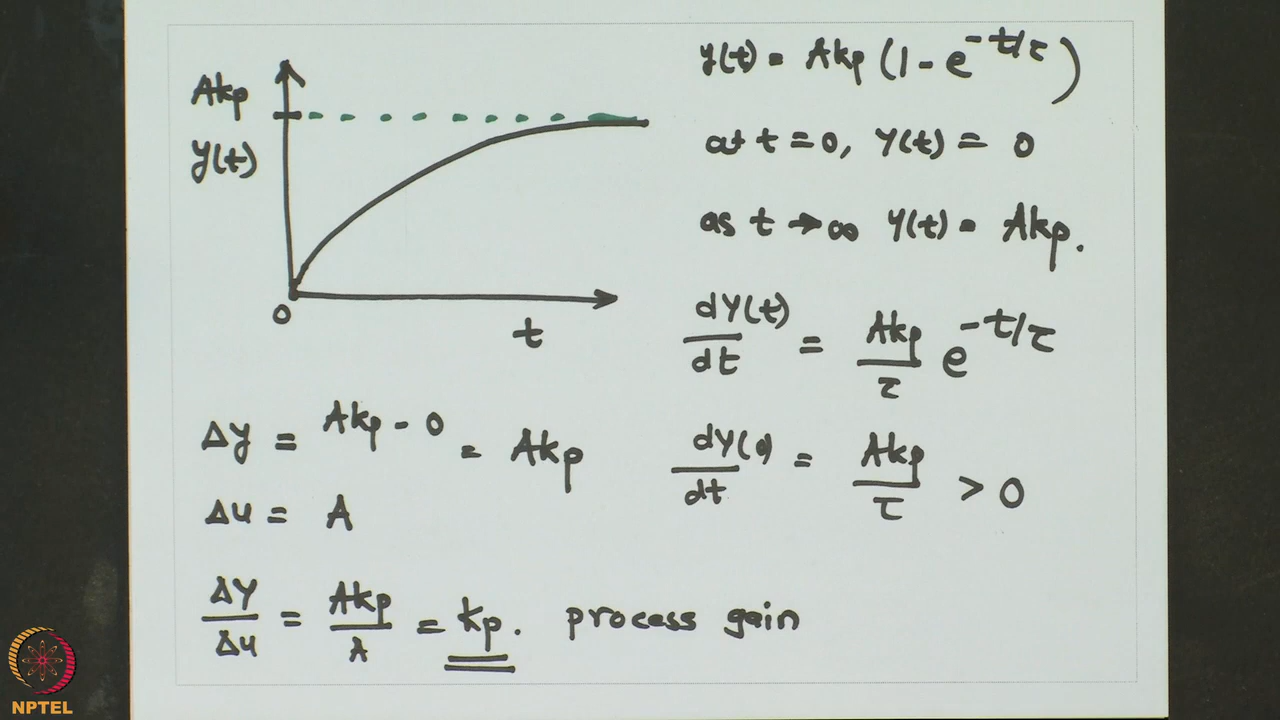 Akp
y(t)
0
t
y(t) = Akp (1 - e^{-t/τ})
at t = 0, y(t) = 0
as t → ∞ y(t) = Akp.
dy(t)/dt = Akp/τ e^{-t/τ}
dy(0)/dt = Akp/τ > 0
Δy = Akp - 0 = Akp
Δu = A
Δy/Δu = Akp/A = kp. process gain
NPTEL